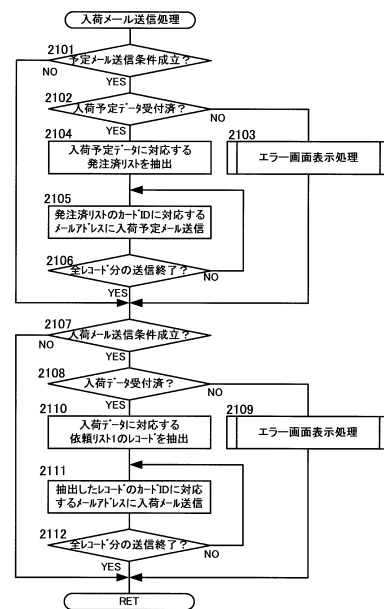 入荷メール送信処理
2101
予定メール送信条件成立？
NO
YES
2102
入荷予定データ受付済？
NO
YES
2104
入荷予定データに対応する
発注済リストを抽出
2103
エラー画面表示処理
2105
発注済リストのカードIDに対応する
メールアドレスに入荷予定メール送信
2106
全レコード分の送信終了？
NO
YES
2107
入荷メール送信条件成立？
NO
YES
2108
入荷データ受付済？
NO
YES
2110
入荷データに対応する
依頼リスト1のレコードを抽出
2109
エラー画面表示処理
2111
抽出したレコードのカードIDに対応
するメールアドレスに入荷メール送信
2112
全レコード分の送信終了？
NO
YES
RET